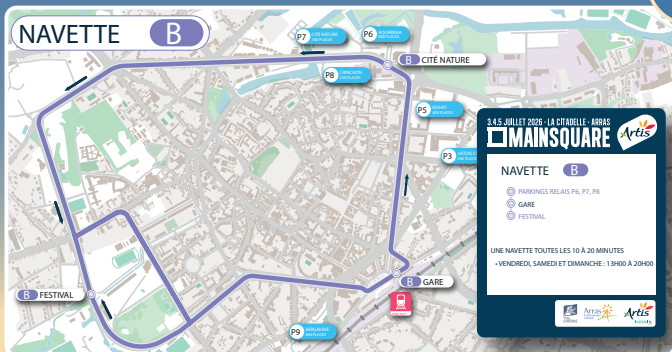 NAVETTE B
P7 CITÉ NATURE
P6
P8
B CITÉ NATURE
P5
P3
B FESTIVAL
B GARE
P9
3.4.5 JUILLET 2026 - LA CITADELLE - ARRAS
MAINSQUARE
Artis
NAVETTE B
PARKINGS RELAIS P6, P7, P8
GARE
FESTIVAL
UNE NAVETTE TOUTES LES 10 À 20 MINUTES
• VENDREDI, SAMEDI ET DIMANCHE : 13H00 À 20H00
Arras
Artis